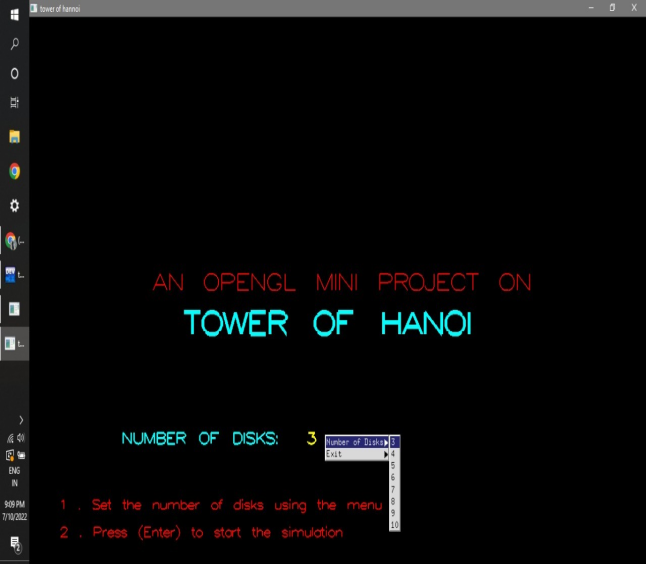 tower of hannoi
AN OPENGL MINI PROJECT ON
TOWER OF HANOI
NUMBER OF DISKS: 3
Number of Disks
Exit
3
4
5
6
7
8
9
10
1 . Set the number of disks using the menu
2 . Press (Enter) to start the simulation
t...
t...
ENG
IN
9:09 PM
7/10/2022
2